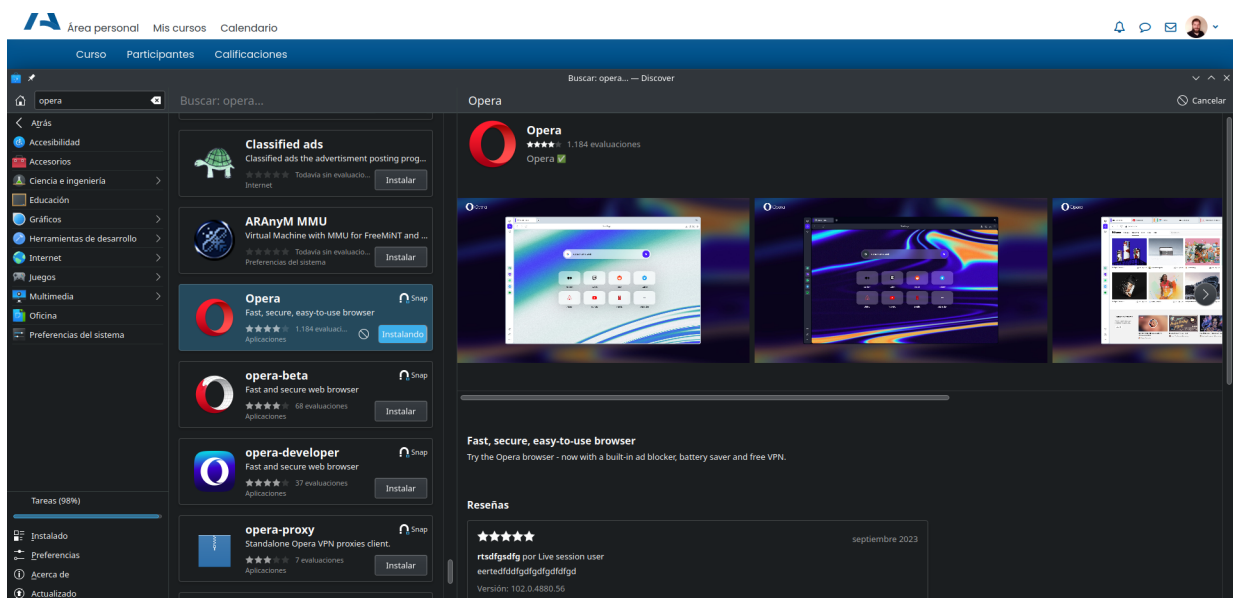 Área personal Mis cursos Calendario
Curso Participantes Calificaciones
Buscar: opera... — Discover
opera
Buscar: opera...
Opera
Cancelar
Atrás
Accesibilidad
Accesorios
Ciencia e ingeniería
Educación
Gráficos
Herramientas de desarrollo
Internet
Juegos
Multimedia
Oficina
Preferencias del sistema
Tareas (98%)
Instalado
Preferencias
Acerca de
Actualizado
Classified ads
Classified ads the advertisment posting prog...
Todavía sin evaluacio...
Internet
Instalar
ARAnyM MMU
Virtual Machine with MMU for FreeMiNT and ...
Todavía sin evaluacio...
Preferencias del sistema
Instalar
Opera
Snap
Fast, secure, easy-to-use browser
1.184 evaluaci...
Aplicaciones
Instalando
opera-beta
Snap
Fast and secure web browser
68 evaluaciones
Aplicaciones
Instalar
opera-developer
Snap
Fast and secure web browser
37 evaluaciones
Aplicaciones
Instalar
opera-proxy
Snap
Standalone Opera VPN proxies client.
7 evaluaciones
Aplicaciones
Instalar
Opera
1.184 evaluaciones
Opera
Opera
Opera
Opera
Fast, secure, easy-to-use browser
Try the Opera browser - now with a built-in ad blocker, battery saver and free VPN.
Reseñas
septiembre 2023
rtsdfgsdfg por Live session user
eertedfddfgdfgdfgdfdfgd
Versión: 102.0.4880.56